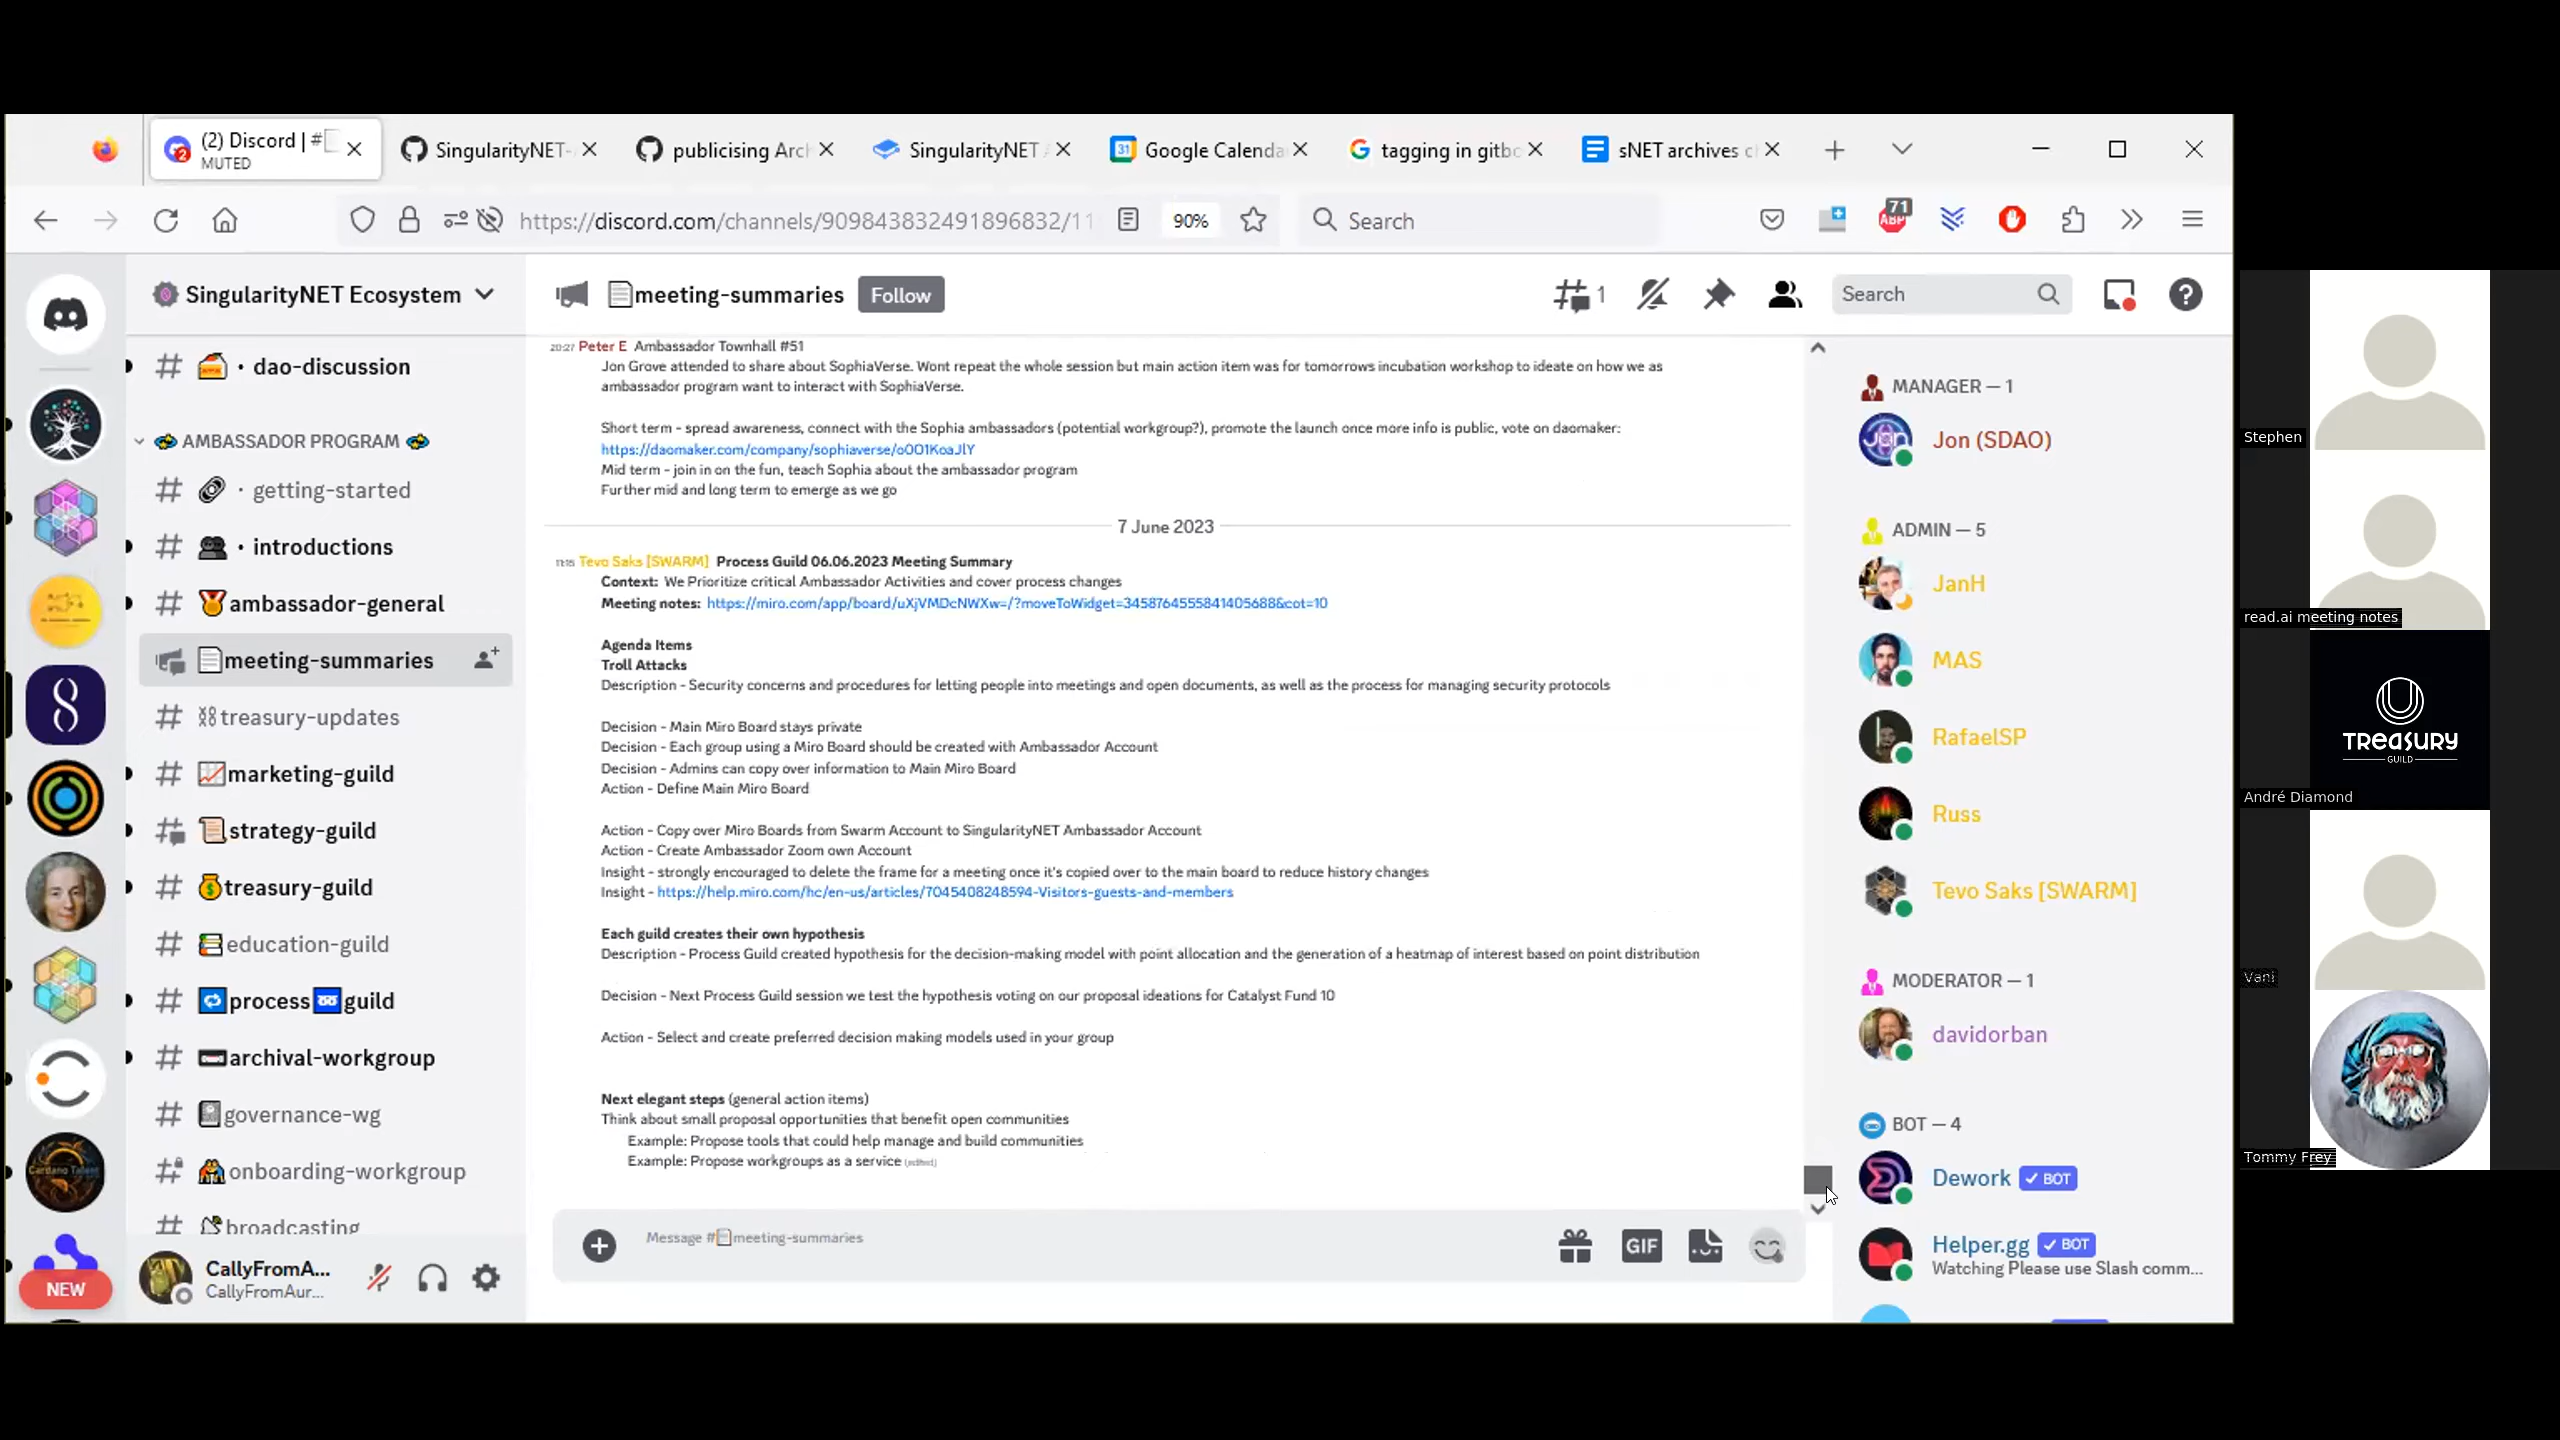 (2) Discord | #
MUTED
SingularityNET-
publicising Arc
SingularityNET
Google Calenda
tagging in gitbo
sNET archives c
https://discord.com/channels/909843832491896832/11
90%
Search
71
ABP
SingularityNET Ecosystem
meeting-summaries
Follow
1
Search
# • dao-discussion
AMBASSADOR PROGRAM
# • getting-started
# • introductions
# ambassador-general
meeting-summaries
# treasury-updates
# marketing-guild
# strategy-guild
# treasury-guild
# education-guild
# process guild
# archival-workgroup
# governance-wg
# onboarding-workgroup
# broadcasting
Cardano Talent
NEW
CallyFromA...
CallyFromAur...
20:27 Peter E Ambassador Townhall #51
Jon Grove attended to share about SophiaVerse. Wont repeat the whole session but main action item was for tomorrows incubation workshop to ideate on how we as
ambassador program want to interact with SophiaVerse.
Short term - spread awareness, connect with the Sophia ambassadors (potential workgroup?), promote the launch once more info is public, vote on daomaker:
https://daomaker.com/company/sophiaverse/oOO1KoaJlY
Mid term - join in on the fun, teach Sophia about the ambassador program
Further mid and long term to emerge as we go
7 June 2023
11:15 Tevo Saks [SWARM] Process Guild 06.06.2023 Meeting Summary
Context: We Prioritize critical Ambassador Activities and cover process changes
Meeting notes: https://miro.com/app/board/uXjVMDcNWXw=/?moveToWidget=3458764555841405688&cot=10
Agenda Items
Troll Attacks
Description - Security concerns and procedures for letting people into meetings and open documents, as well as the process for managing security protocols
Decision - Main Miro Board stays private
Decision - Each group using a Miro Board should be created with Ambassador Account
Decision - Admins can copy over information to Main Miro Board
Action - Define Main Miro Board
Action - Copy over Miro Boards from Swarm Account to SingularityNET Ambassador Account
Action - Create Ambassador Zoom own Account
Insight - strongly encouraged to delete the frame for a meeting once it's copied over to the main board to reduce history changes
Insight - https://help.miro.com/hc/en-us/articles/7045408248594-Visitors-guests-and-members
Each guild creates their own hypothesis
Description - Process Guild created hypothesis for the decision-making model with point allocation and the generation of a heatmap of interest based on point distribution
Decision - Next Process Guild session we test the hypothesis voting on our proposal ideations for Catalyst Fund 10
Action - Select and create preferred decision making models used in your group
Next elegant steps (general action items)
Think about small proposal opportunities that benefit open communities
Example: Propose tools that could help manage and build communities
Example: Propose workgroups as a service (edited)
Message # meeting-summaries
GIF
MANAGER — 1
Jon (SDAO)
ADMIN — 5
JanH
MAS
RafaelSP
Russ
Tevo Saks [SWARM]
MODERATOR — 1
davidorban
BOT — 4
Dework BOT
Helper.gg BOT
Watching Please use Slash comm...
Stephen
read.ai meeting notes
TREASURY
GUILD
André Diamond
Vani
Tommy Frey